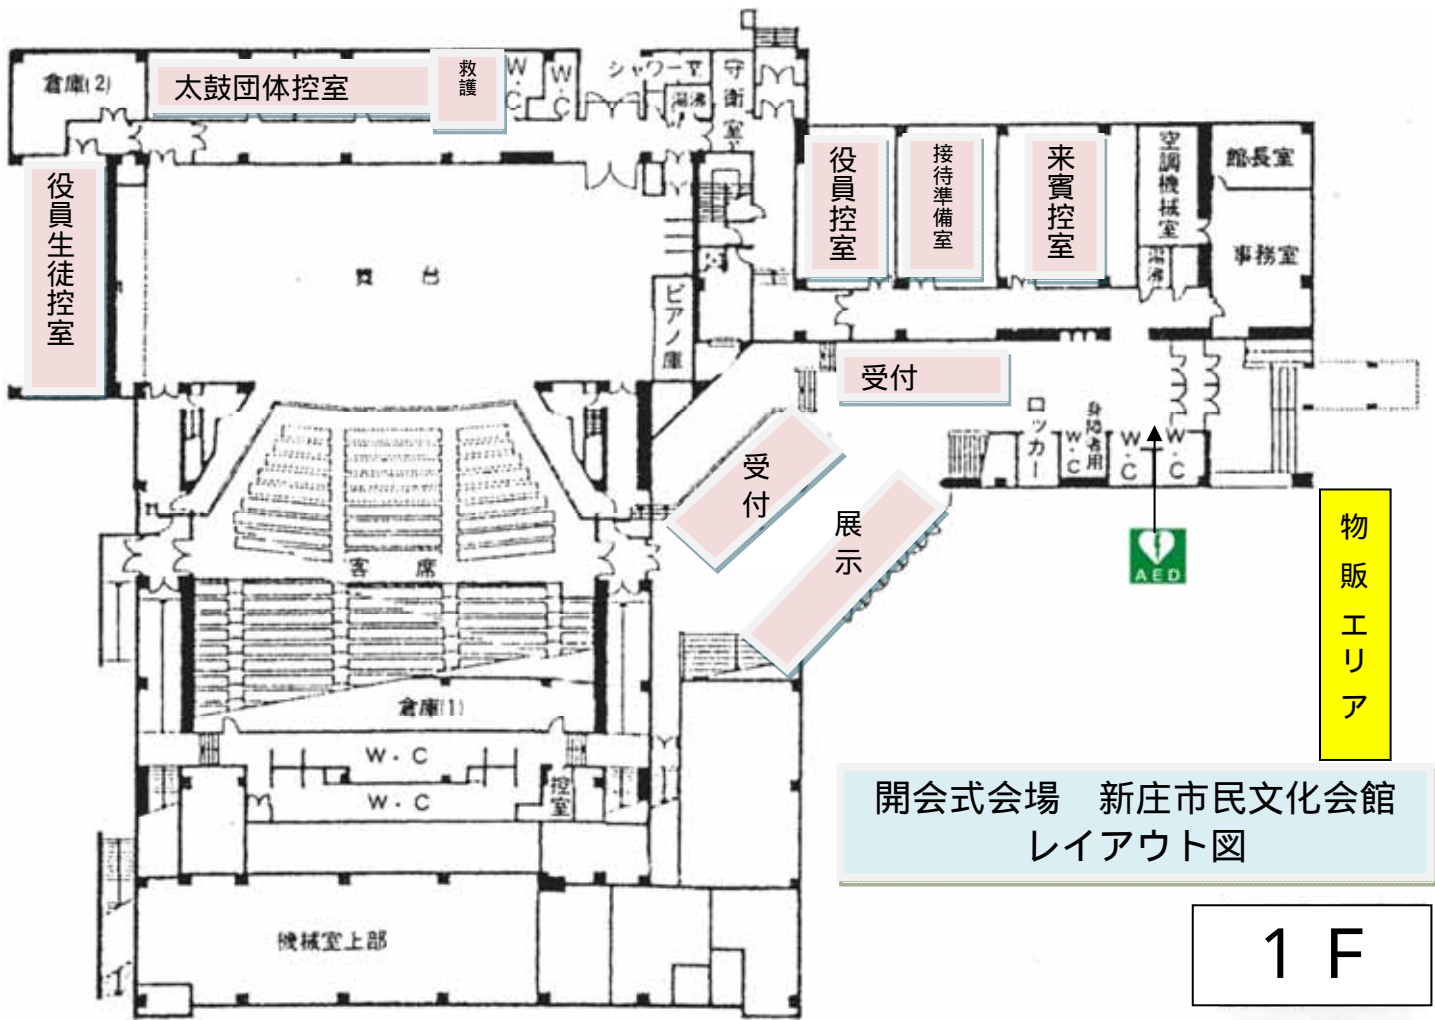 倉庫(2)
太鼓団体控室
救護
W・C
W・C
シャワー室
湯沸
守衛室
役員生徒控室
舞台
ピアノ庫
役員控室
接待準備室
来賓控室
空調機械室
湯沸
館長室
事務室
受付
ロッカー
身障者用
W・C
W・C
W・C
受付
展示
AED
物販エリア
客席
倉庫(1)
W・C
W・C
控室
機械室上部
開会式会場　新庄市民文化会館
レイアウト図
１Ｆ